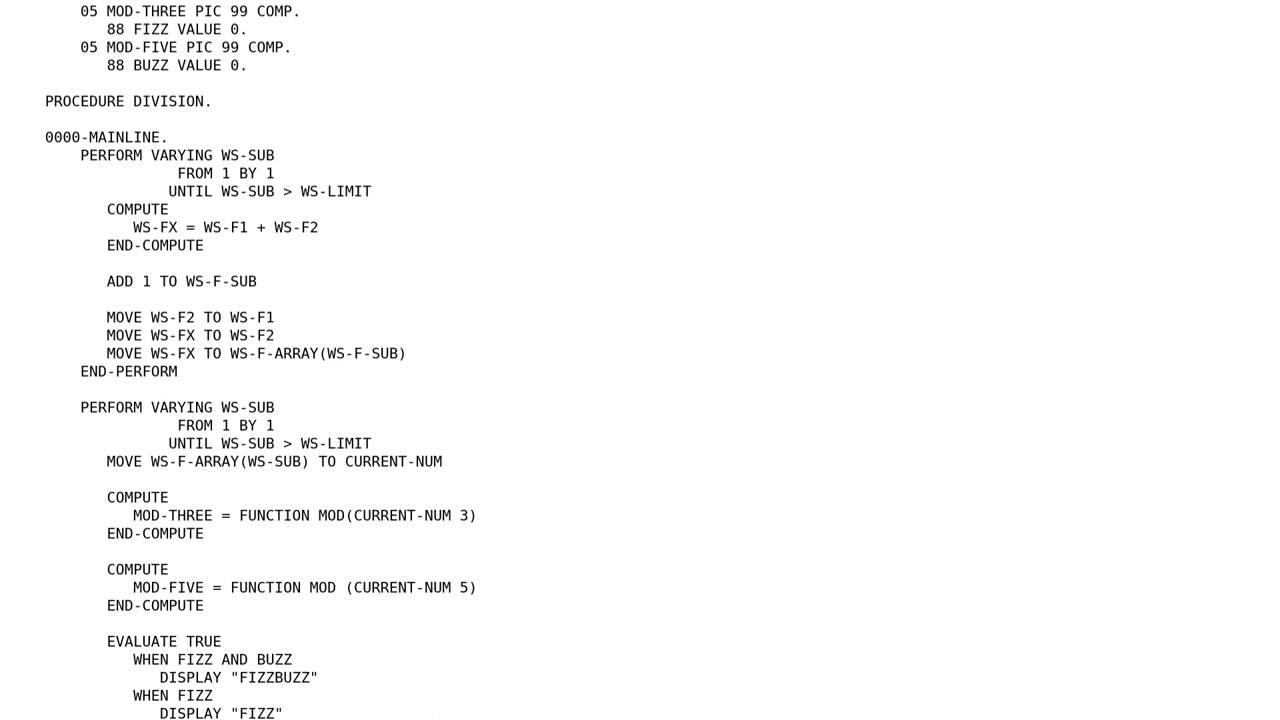 05 MOD-THREE PIC 99 COMP.
88 FIZZ VALUE 0.
05 MOD-FIVE PIC 99 COMP.
88 BUZZ VALUE 0.
PROCEDURE DIVISION.
0000-MAINLINE.
PERFORM VARYING WS-SUB
FROM 1 BY 1
UNTIL WS-SUB > WS-LIMIT
COMPUTE
WS-FX = WS-F1 + WS-F2
END-COMPUTE
ADD 1 TO WS-F-SUB
MOVE WS-F2 TO WS-F1
MOVE WS-FX TO WS-F2
MOVE WS-FX TO WS-F-ARRAY(WS-F-SUB)
END-PERFORM
PERFORM VARYING WS-SUB
FROM 1 BY 1
UNTIL WS-SUB > WS-LIMIT
MOVE WS-F-ARRAY(WS-SUB) TO CURRENT-NUM
COMPUTE
MOD-THREE = FUNCTION MOD(CURRENT-NUM 3)
END-COMPUTE
COMPUTE
MOD-FIVE = FUNCTION MOD (CURRENT-NUM 5)
END-COMPUTE
EVALUATE TRUE
WHEN FIZZ AND BUZZ
DISPLAY "FIZZBUZZ"
WHEN FIZZ
DISPLAY "FIZZ"